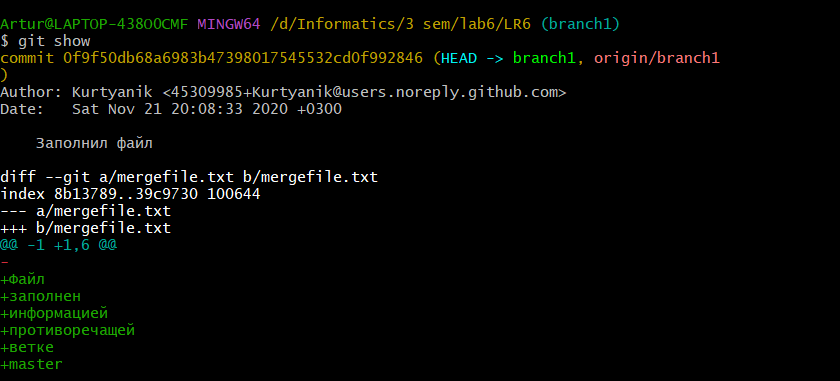 Artur@LAPTOP-438OOCMF MINGW64 /d/Informatics/3 sem/lab6/LR6 (branch1)
$ git show
commit 0f9f50db68a6983b47398017545532cd0f992846 (HEAD -> branch1, origin/branch1
)
Author: Kurtyanik <45309985+Kurtyanik@users.noreply.github.com>
Date:   Sat Nov 21 20:08:33 2020 +0300
    Заполнил файл
diff --git a/mergefile.txt b/mergefile.txt
index 8b13789..39c9730 100644
--- a/mergefile.txt
+++ b/mergefile.txt
@@ -1 +1,6 @@
-
+Файл
+заполнен
+информацией
+противоречащей
+ветке
+master